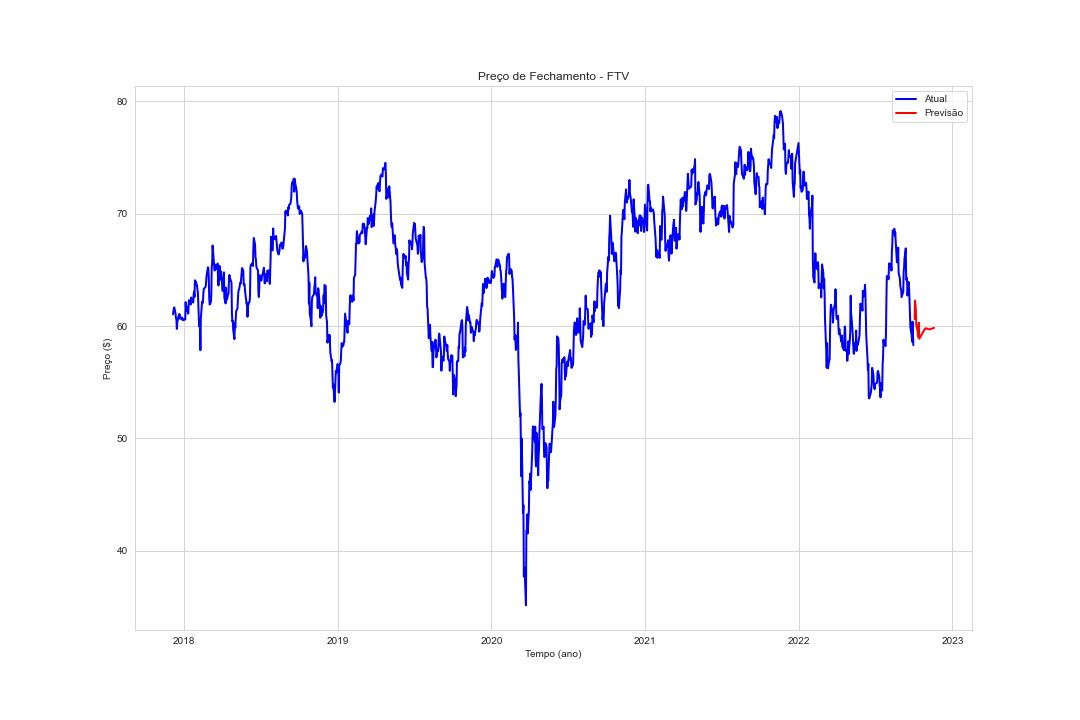 Preço de Fechamento - FTV
Atual
Previsão
80
70
60
50
40
Preço ($)
2018
2019
2020
2021
2022
2023
Tempo (ano)